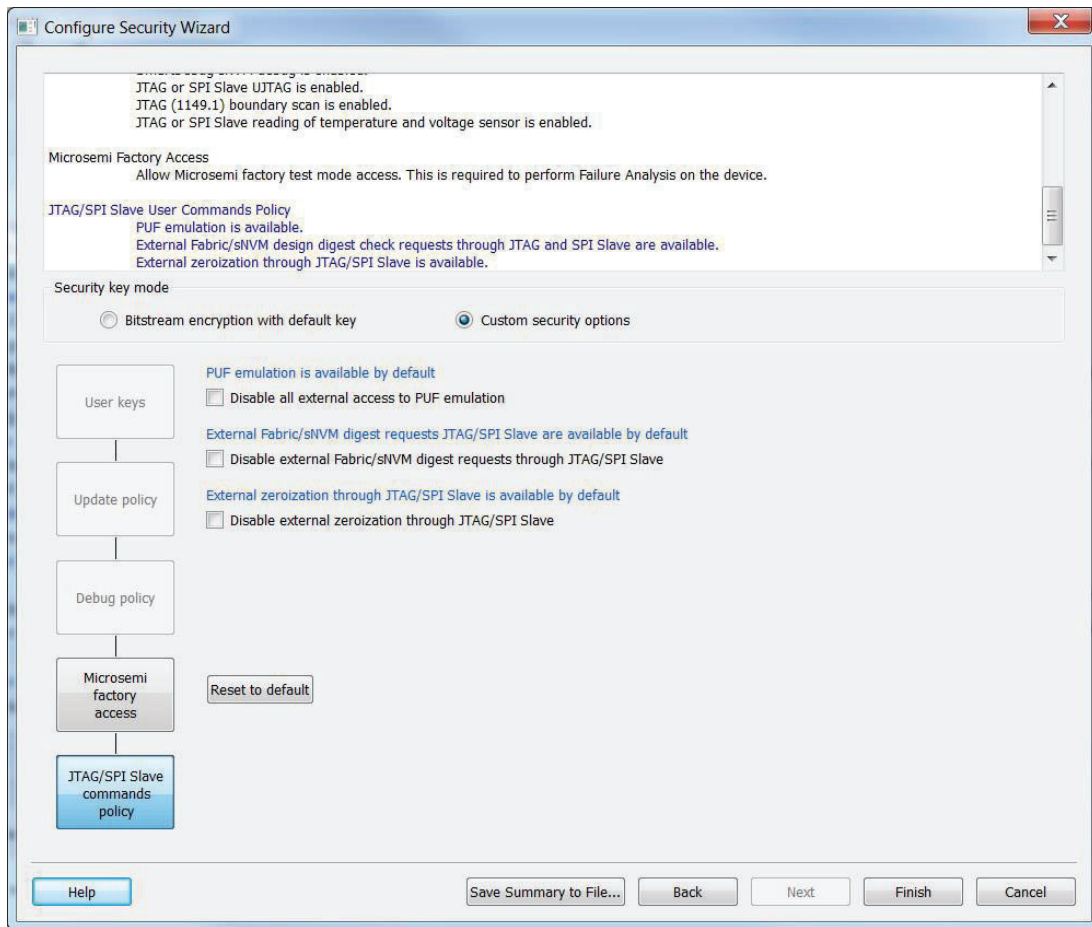 Configure Security Wizard
JTAG or SPI Slave UJTAG is enabled.
JTAG (1149.1) boundary scan is enabled.
JTAG or SPI Slave reading of temperature and voltage sensor is enabled.
Microsemi Factory Access
Allow Microsemi factory test mode access. This is required to perform Failure Analysis on the device.
JTAG/SPI Slave User Commands Policy
PUF emulation is available.
External Fabric/sNVM design digest check requests through JTAG and SPI Slave are available.
External zeroization through JTAG/SPI Slave is available.
Security key mode
Bitstream encryption with default key
Custom security options
User keys
PUF emulation is available by default
Disable all external access to PUF emulation
External Fabric/sNVM digest requests JTAG/SPI Slave are available by default
Disable external Fabric/sNVM digest requests through JTAG/SPI Slave
Update policy
External zeroization through JTAG/SPI Slave is available by default
Disable external zeroization through JTAG/SPI Slave
Debug policy
Microsemi
factory
access
Reset to default
JTAG/SPI Slave
commands
policy
Help
Save Summary to File...
Back
Next
Finish
Cancel